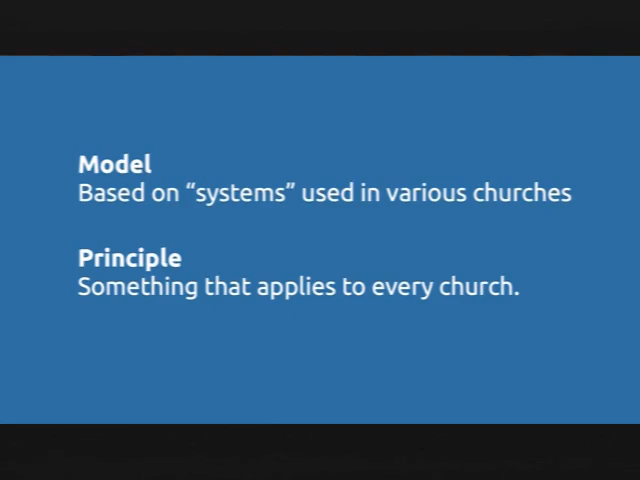 Model
Based on “systems” used in various churches
Principle
Something that applies to every church.